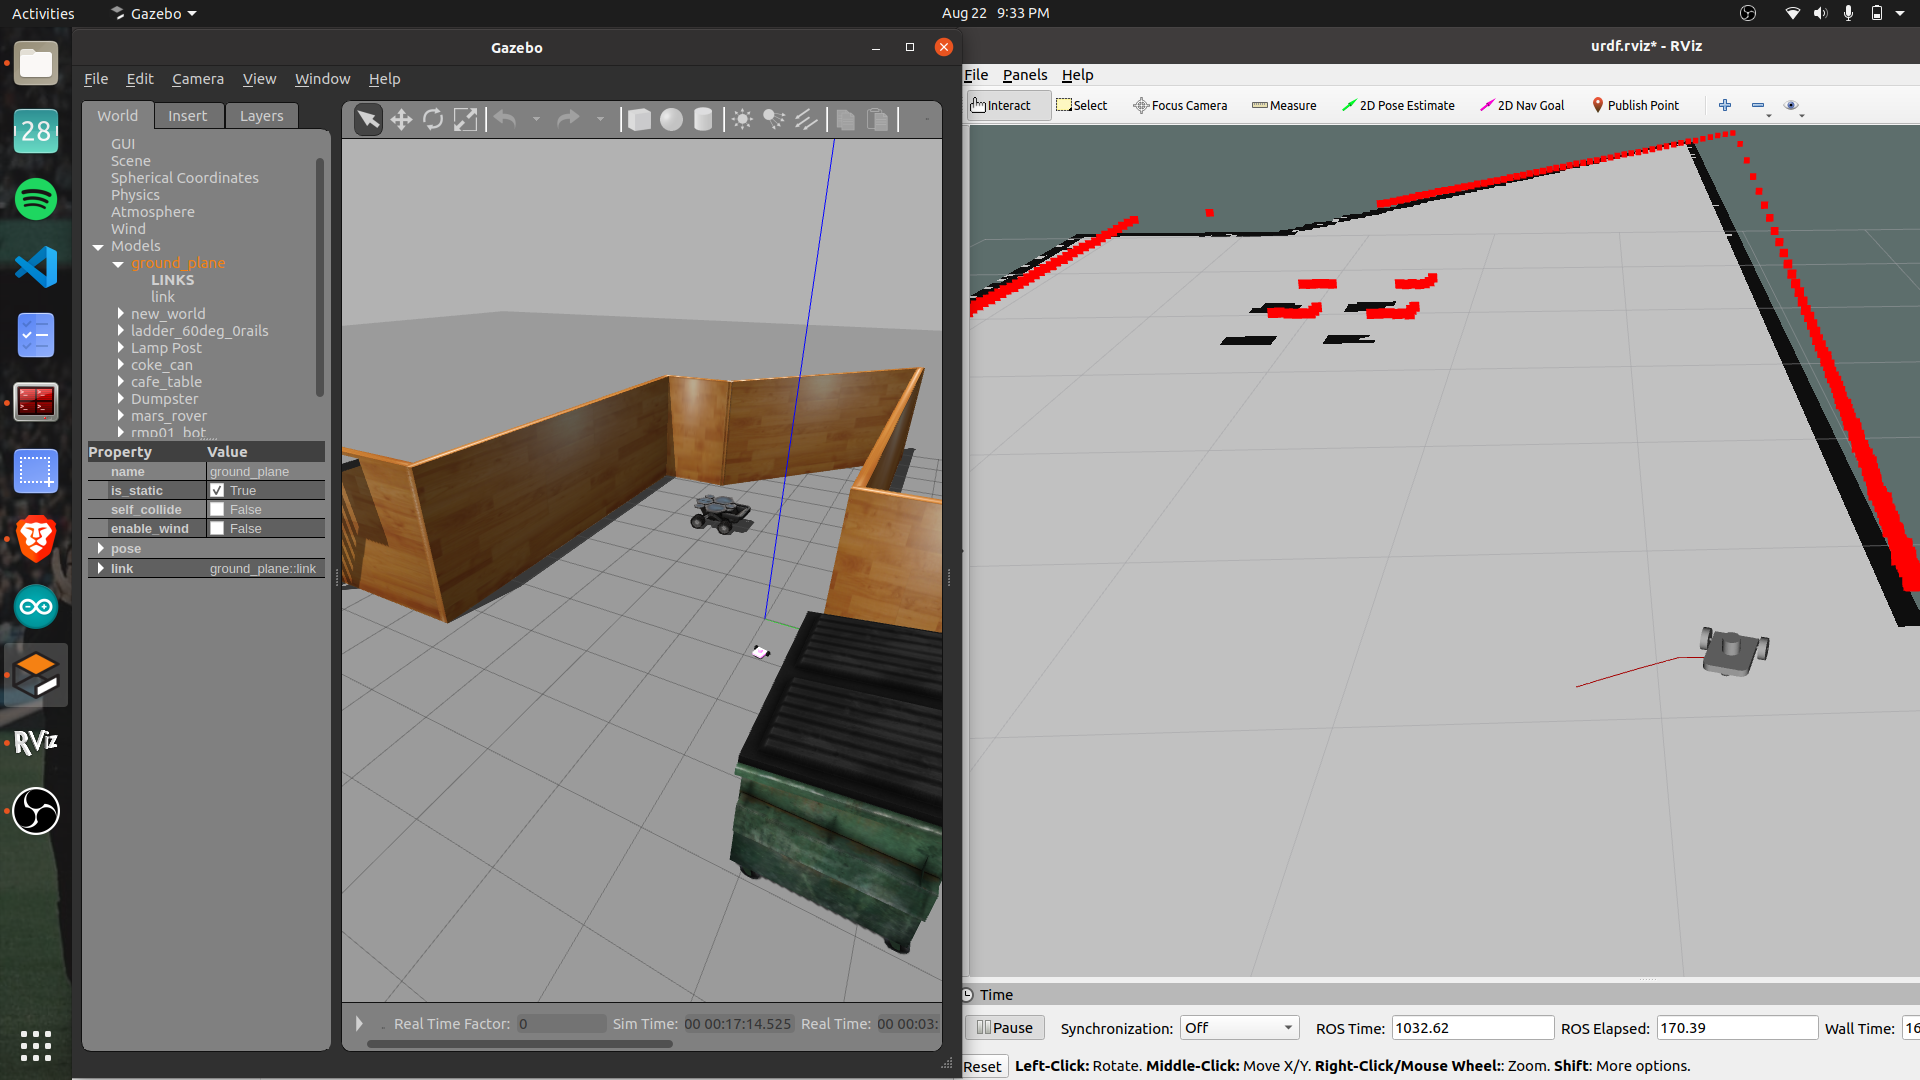 Activities
Gazebo
Aug 22 9:33 PM
28
RViz
Gazebo
File Edit Camera View Window Help
World Insert Layers
GUI
Scene
Spherical Coordinates
Physics
Atmosphere
Wind
Models
ground_plane
LINKS
link
new_world
ladder_60deg_0rails
Lamp Post
coke_can
cafe_table
Dumpster
mars_rover
rmp01_bot
Property Value
name ground_plane
is_static True
self_collide False
enable_wind False
pose
link ground_plane::link
Real Time Factor: 0 Sim Time: 00 00:17:14.525 Real Time: 00 00:03:
urdf.rviz* - RViz
File Panels Help
Interact Select Focus Camera Measure 2D Pose Estimate 2D Nav Goal Publish Point
Time
Pause Synchronization: Off ROS Time: 1032.62 ROS Elapsed: 170.39 Wall Time: 16
Reset Left-Click: Rotate. Middle-Click: Move X/Y. Right-Click/Mouse Wheel:: Zoom. Shift: More options.